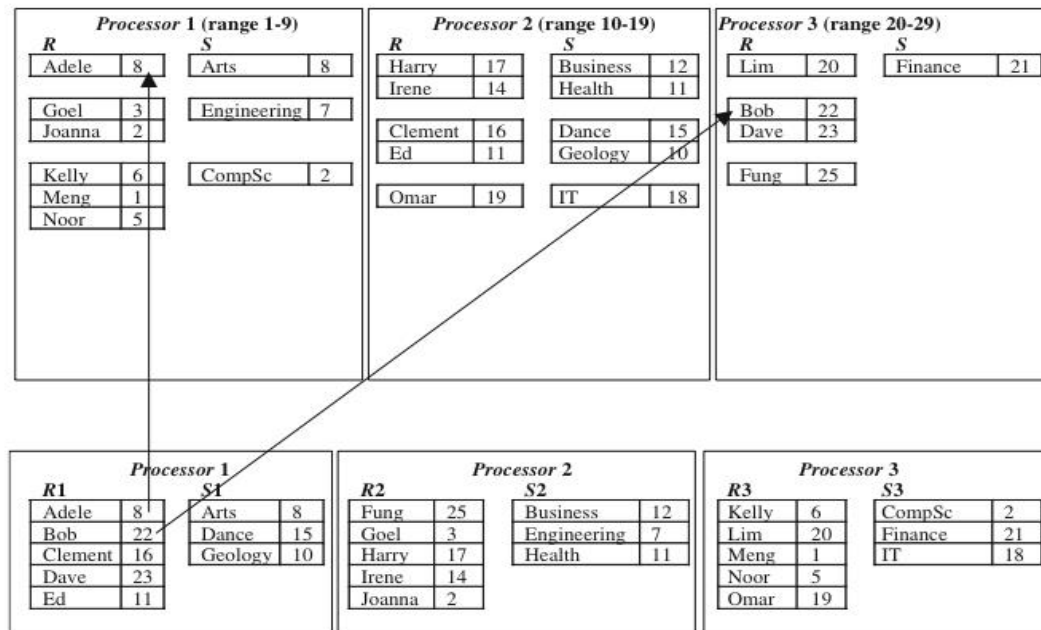 Processor 1 (range 1-9)
R S
Adele 8 Arts 8
Goel 3 Engineering 7
Joanna 2
Kelly 6 CompSc 2
Meng 1
Noor 5
Processor 2 (range 10-19)
R S
Harry 17 Business 12
Irene 14 Health 11
Clement 16 Dance 15
Ed 11 Geology 10
Omar 19 IT 18
Processor 3 (range 20-29)
R S
Lim 20 Finance 21
Bob 22
Dave 23
Fung 25
Processor 1
R1 S1
Adele 8 Arts 8
Bob 22 Dance 15
Clement 16 Geology 10
Dave 23
Ed 11
Processor 2
R2 S2
Fung 25 Business 12
Goel 3 Engineering 7
Harry 17 Health 11
Irene 14
Joanna 2
Processor 3
R3 S3
Kelly 6 CompSc 2
Lim 20 Finance 21
Meng 1 IT 18
Noor 5
Omar 19